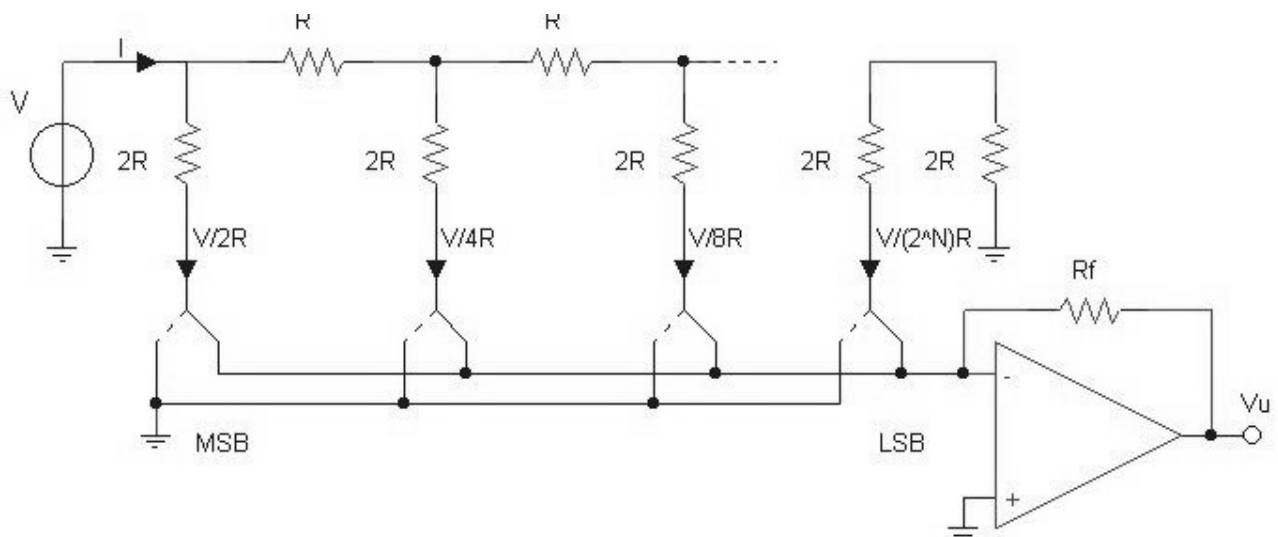 R R
I
V
2R 2R 2R 2R 2R
V/2R V/4R V/8R V/(2^N)R
Rf
-
Vu
MSB LSB
+